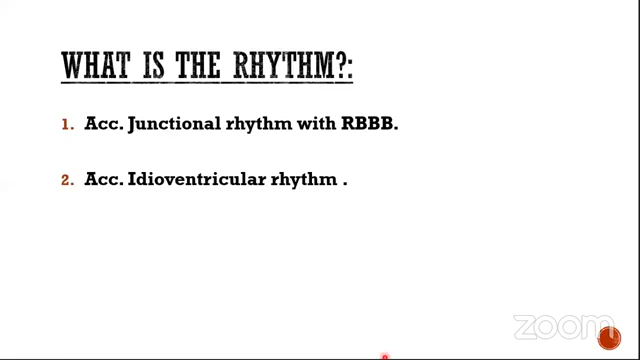 WHAT IS THE RHYTHM?:
1. Acc. Junctional rhythm with RBBB.
2. Acc. Idioventricular rhythm .
zoom